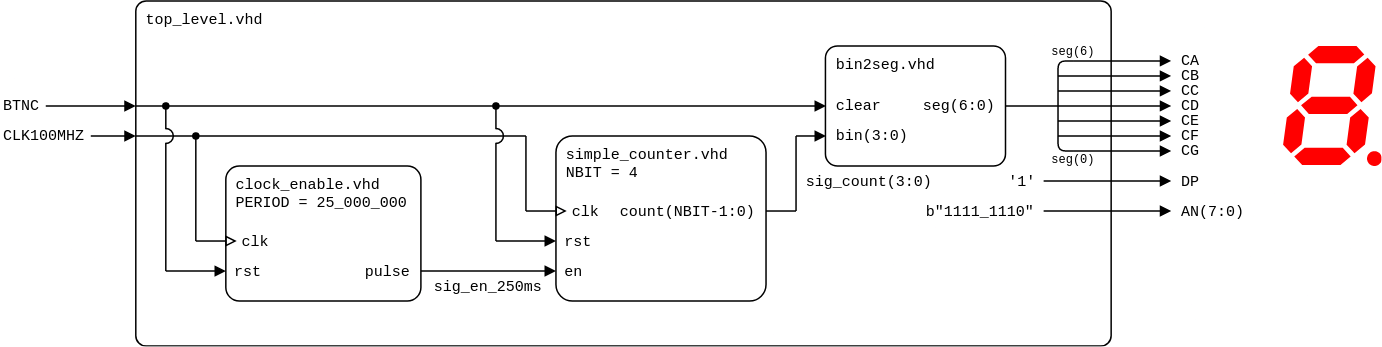 top_level.vhd
seg(6)
CA
bin2seg.vhd
CB
CC
BTNC
clear
seg(6:0)
CD
CE
CLK100MHZ
bin(3:0)
CF
CG
simple_counter.vhd
NBIT = 4
seg(0)
clock_enable.vhd
PERIOD = 25_000_000
sig_count(3:0)
'1'
DP
clk
count(NBIT-1:0)
b"1111_1110"
AN(7:0)
clk
rst
rst
pulse
en
sig_en_250ms